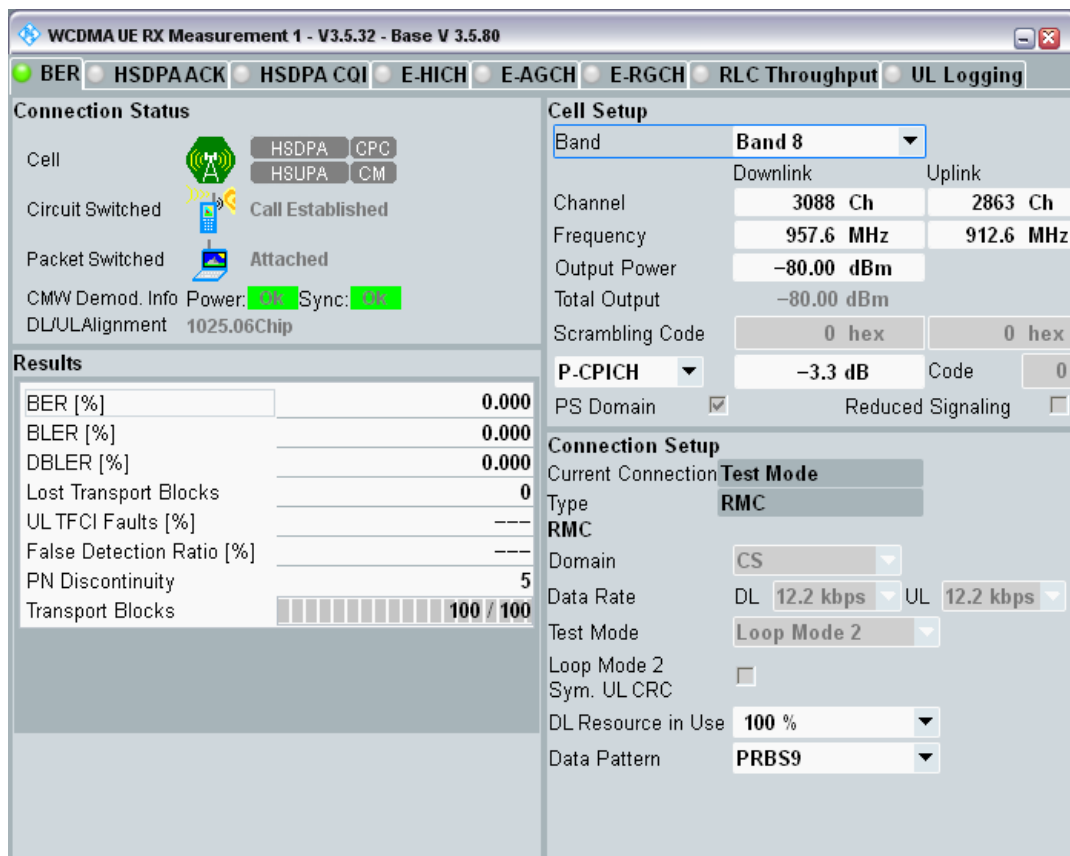 WCDMA UE RX Measurement 1 - V3.5.32 - Base V 3.5.80
BER HSDPA ACK HSDPA CQI E-HICH E-AGCH E-RGCH RLC Throughput UL Logging
Connection Status
Cell HSDPA CPC
HSUPA CM
Circuit Switched Call Established
Packet Switched Attached
CMW Demod. Info Power: Ok Sync: Ok
DL/ULAlignment 1025.06Chip
Results
BER [%] 0.000
BLER [%] 0.000
DBLER [%] 0.000
Lost Transport Blocks 0
UL TFCI Faults [%] ---
False Detection Ratio [%] ---
PN Discontinuity 5
Transport Blocks 100 / 100
Cell Setup
Band Band 8
Downlink Uplink
Channel 3088 Ch 2863 Ch
Frequency 957.6 MHz 912.6 MHz
Output Power -80.00 dBm
Total Output -80.00 dBm
Scrambling Code 0 hex 0 hex
P-CPICH -3.3 dB Code 0
PS Domain Reduced Signaling
Connection Setup
Current Connection Test Mode
Type RMC
RMC
Domain CS
Data Rate DL 12.2 kbps UL 12.2 kbps
Test Mode Loop Mode 2
Loop Mode 2
Sym. UL CRC
DL Resource in Use 100 %
Data Pattern PRBS9